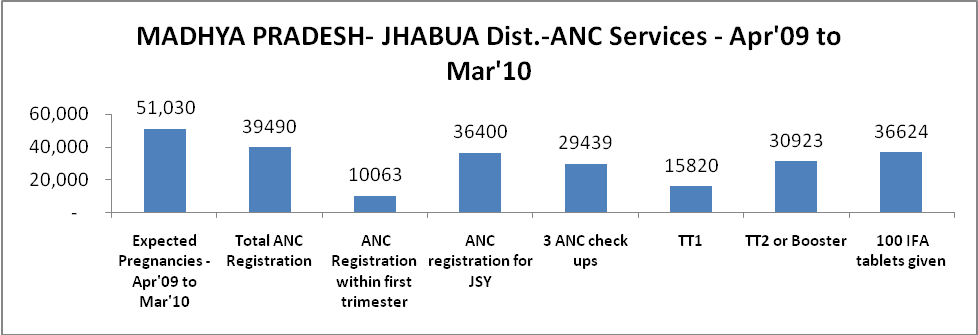 MADHYA PRADESH- JHABUA Dist.-ANC Services - Apr'09 to
Mar'10
60,000
40,000
20,000
-
51,030
39490
10063
36400
29439
15820
30923
36624
Expected
Pregnancies -
Apr'09 to
Mar'10
Total ANC
Registration
ANC
Registration
within first
trimester
ANC
registration for
JSY
3 ANC check
ups
TT1
TT2 or Booster
100 IFA
tablets given